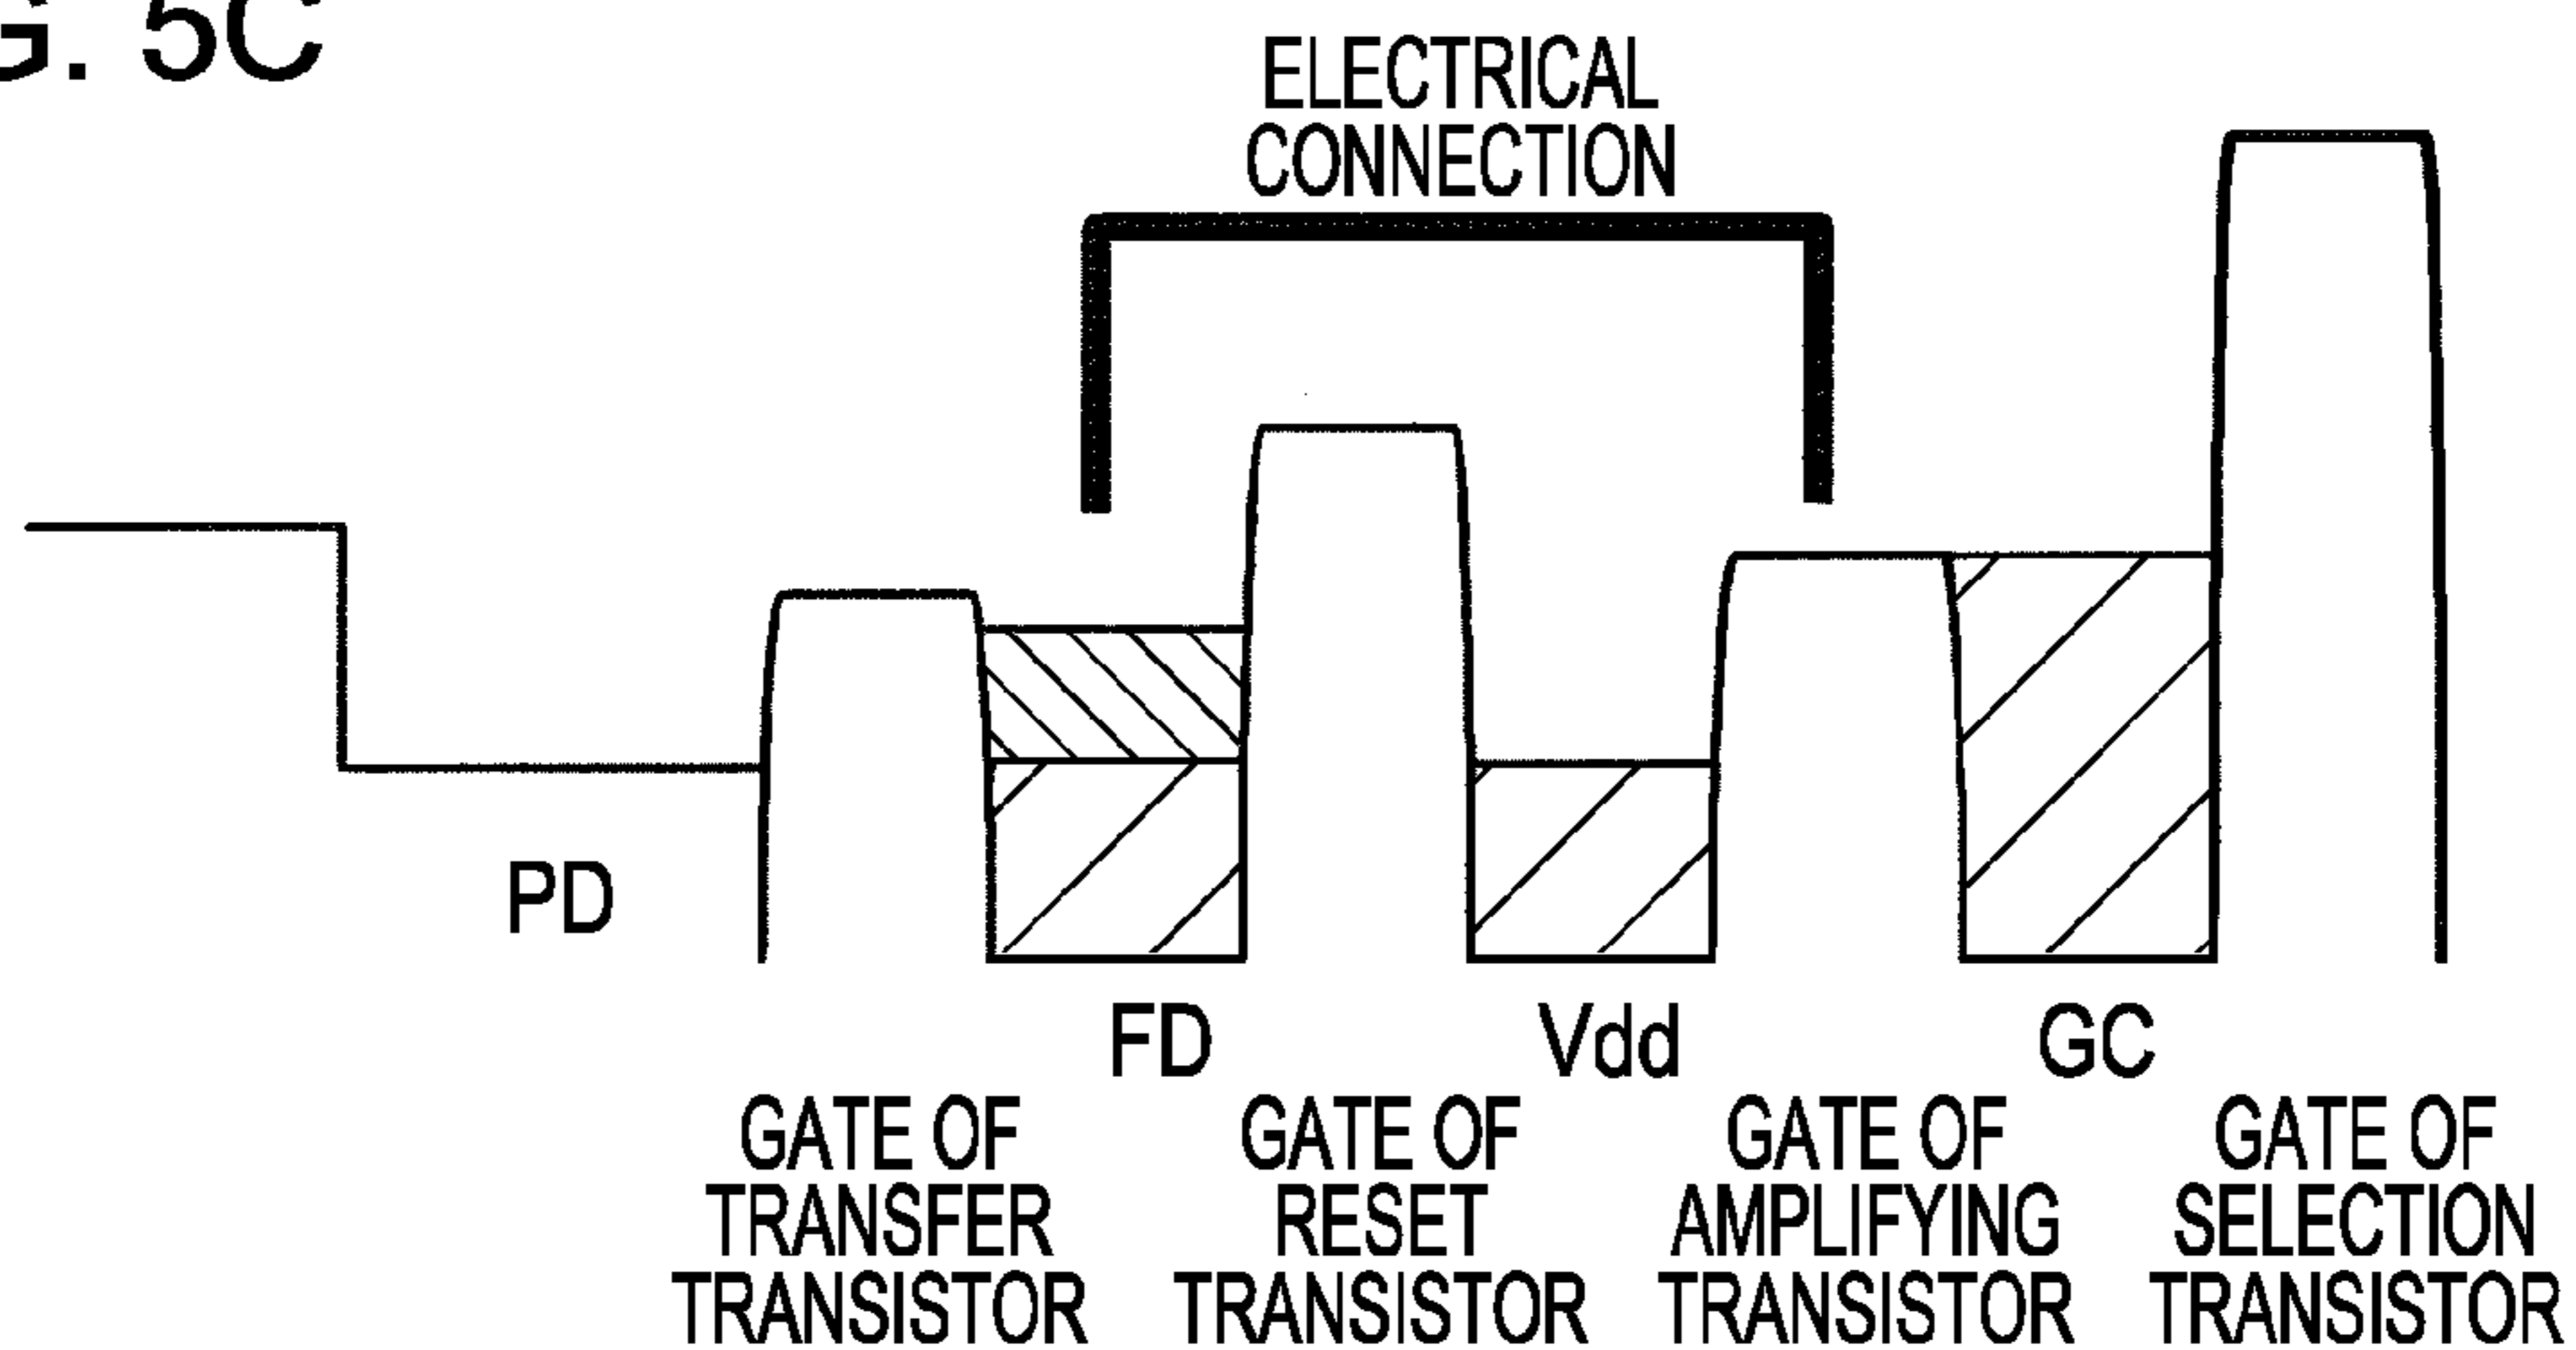 G. 5C
ELECTRICAL
CONNECTION
PD
FD
Vdd
GC
GATE OF
TRANSFER
TRANSISTOR
GATE OF
RESET
TRANSISTOR
GATE OF
AMPLIFYING
TRANSISTOR
GATE OF
SELECTION
TRANSISTOR